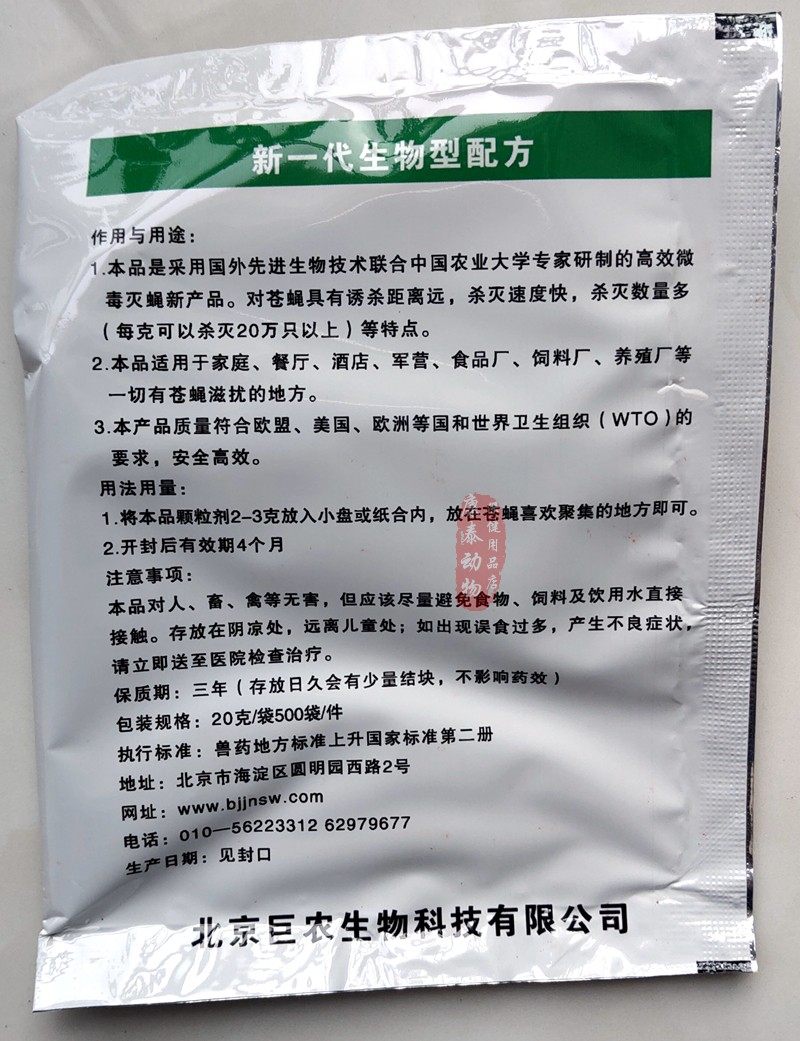 新一代生物型配方
作用与用途：
1.本品是采用国外先进生物技术联合中国农业大学专家研制的高效微
毒灭蝇新产品。对苍蝇具有诱杀距离远，杀灭速度快，杀灭数量多
（每克可以杀灭20万只以上）等特点。
2.本品适用于家庭、餐厅、酒店、军营、食品厂、饲料厂、养殖厂等
一切有苍蝇滋扰的地方。
3.本产品质量符合欧盟、美国、欧洲等国和世界卫生组织（WTO）的
要求，安全高效。
用法用量：
1.将本品颗粒剂2-3克放入小盘或纸合内，放在苍蝇喜欢聚集的地方即可。
2.开封后有效期4个月
注意事项：
本品对人、畜、禽等无害，但应该尽量避免食物、饲料及饮用水直接
接触。存放在阴凉处，远离儿童处；如出现误食过多，产生不良症状，
请立即送至医院检查治疗。
保质期：三年（存放日久会有少量结块，不影响药效）
包装规格：20克/袋500袋/件
执行标准：兽药地方标准上升国家标准第二册
地址：北京市海淀区圆明园西路2号
网址：www.bjjnsw.com
电话：010—56223312 62979677
生产日期：见封口
北京巨农生物科技有限公司
康泰动物
保健用品店